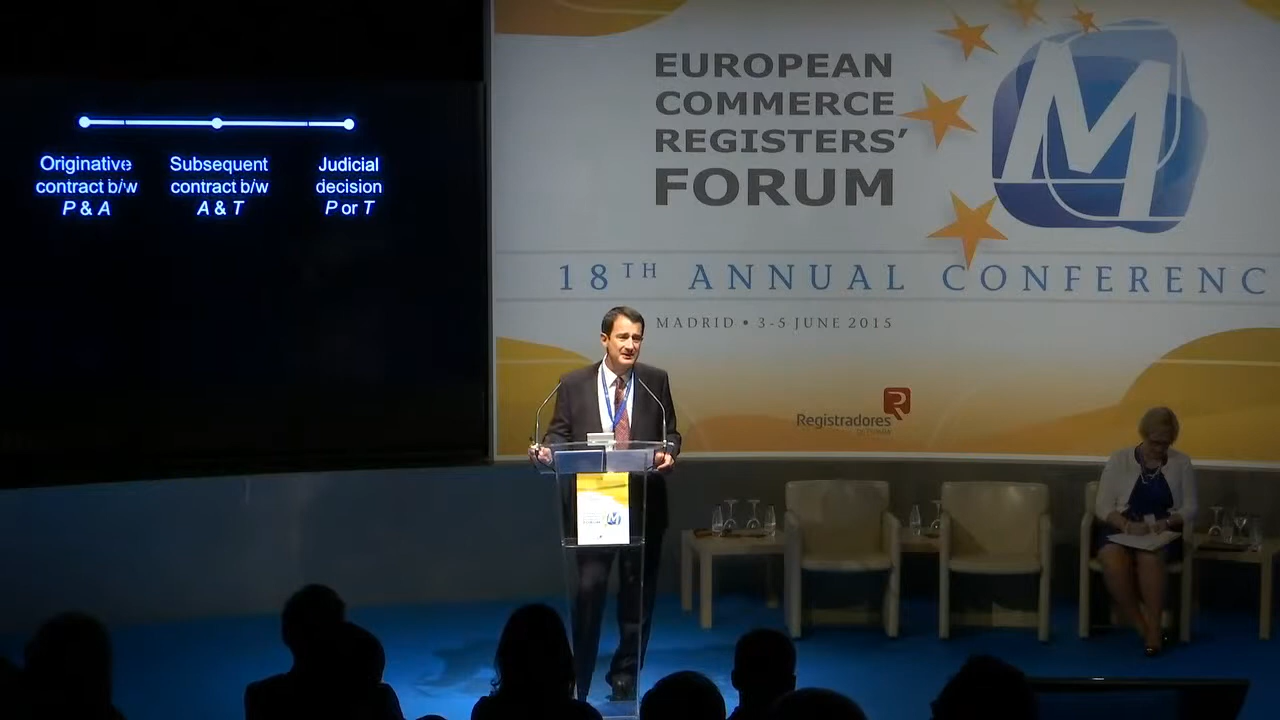 Originative
contract b/w
P & A
Subsequent
contract b/w
A & T
Judicial
decision
P or T
EUROPEAN
COMMERCE
REGISTERS’
FORUM
M
18TH ANNUAL CONFERENC
MADRID • 3-5 JUNE 2015
Registradores
R
M